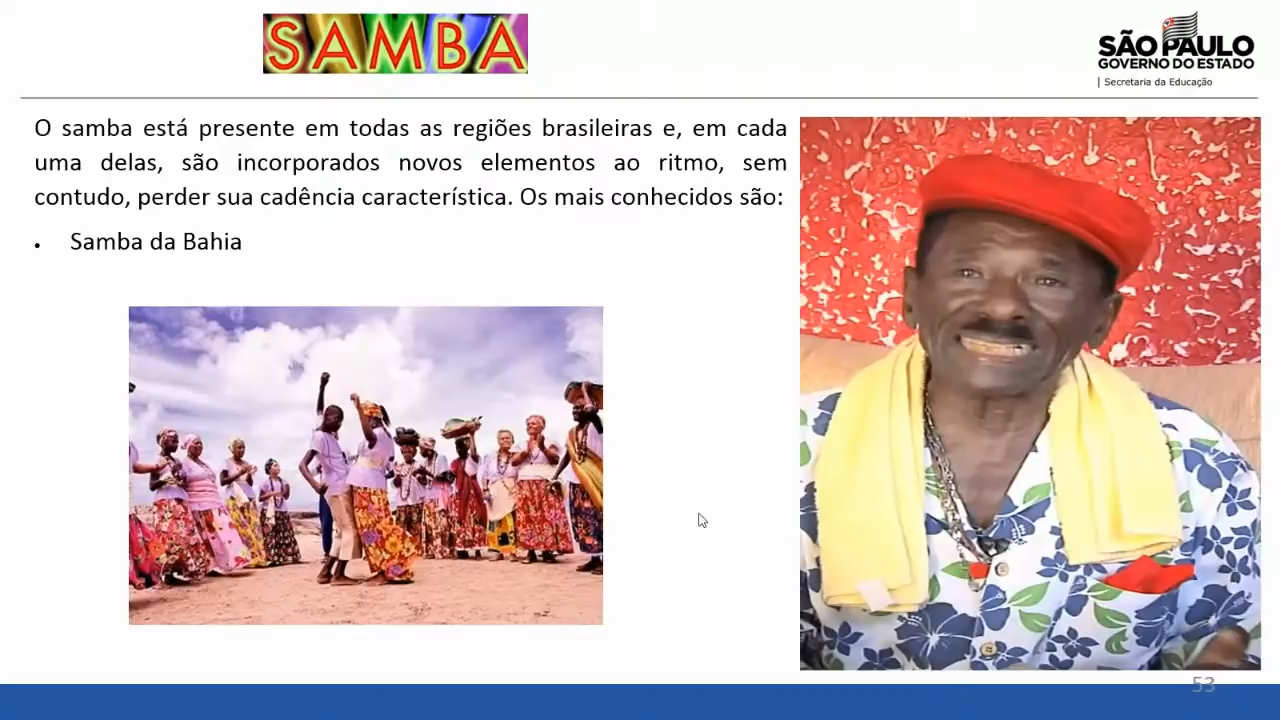 SAMBA
SÃO PAULO
GOVERNO DO ESTADO
Secretaria da Educação
O samba está presente em todas as regiões brasileiras e, em cada
uma delas, são incorporados novos elementos ao ritmo, sem
contudo, perder sua cadência característica. Os mais conhecidos são:
• Samba da Bahia
53